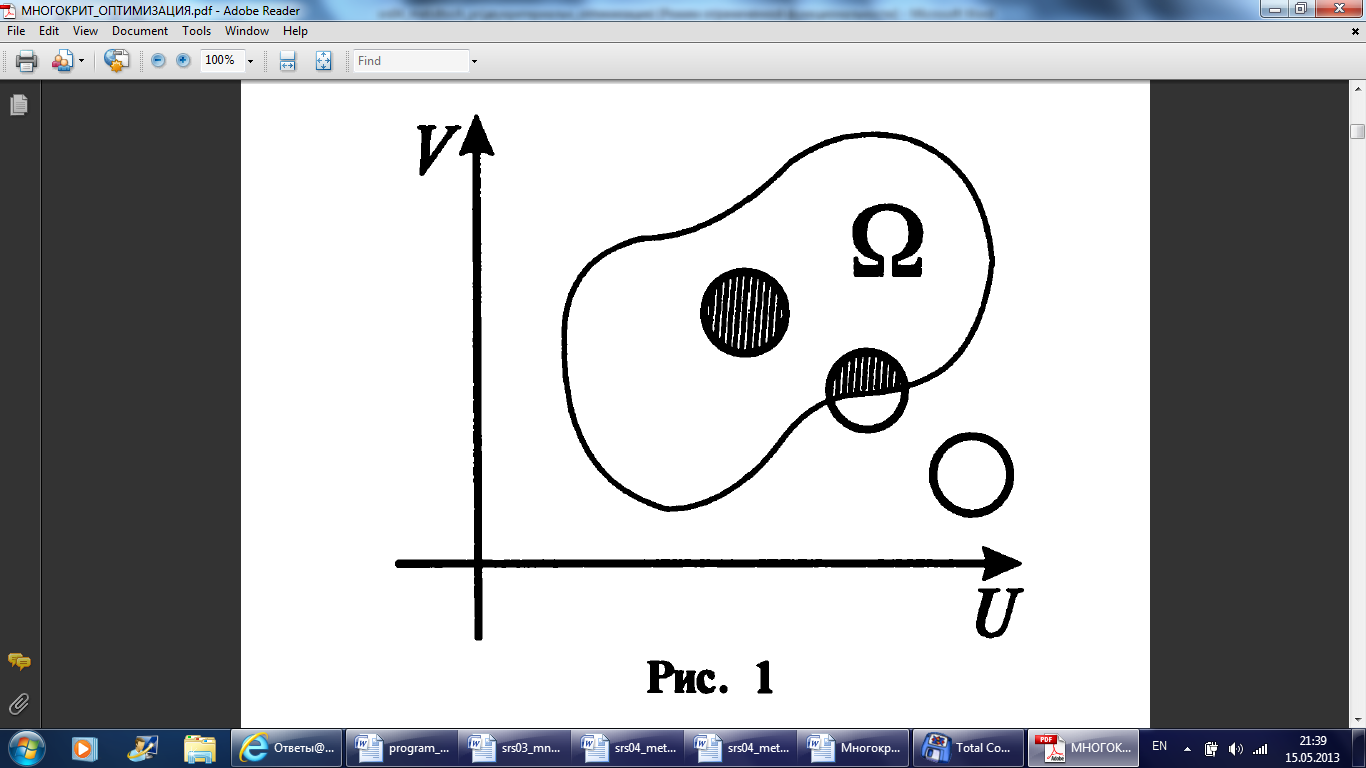 МНОГОКРИТ_ОПТИМИЗАЦИЯ.pdf - Adobe Reader
File Edit View Document Tools Window Help
100% Find
V
Ω
U
Рис. 1
Ответы@... program_... srs03_mn... srs04_met... srs04_met... Многокр... Total Co... МНОГОК... EN 21:39
15.05.2013